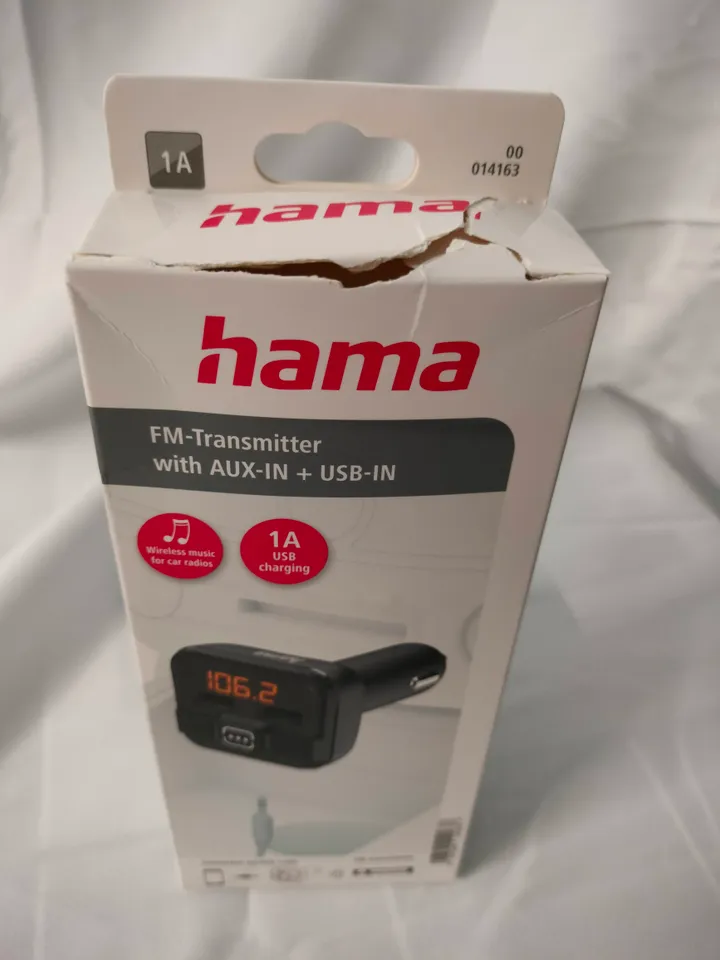 1A
00
014163
hama
hama
FM-Transmitter
with AUX-IN + USB-IN
Wireless music
for car radios
1A
USB
charging
106.2